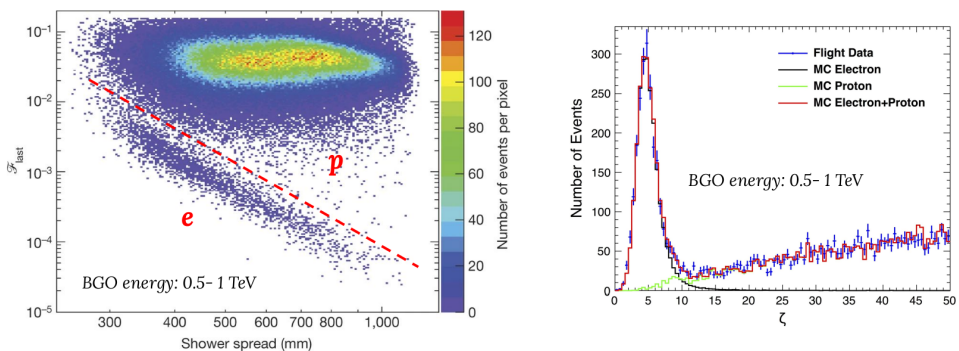 10⁻¹
10⁻²
10⁻³
10⁻⁴
10⁻⁵
ℱlast
p
e
BGO energy: 0.5– 1 TeV
300 400 500 600 700 800 1,000
Shower spread (mm)
120
100
80
60
40
20
0
Number of events per pixel
Number of Events
300
250
200
150
100
50
0
Flight Data
MC Electron
MC Proton
MC Electron+Proton
BGO energy: 0.5– 1 TeV
0 5 10 15 20 25 30 35 40 45 50
ζ